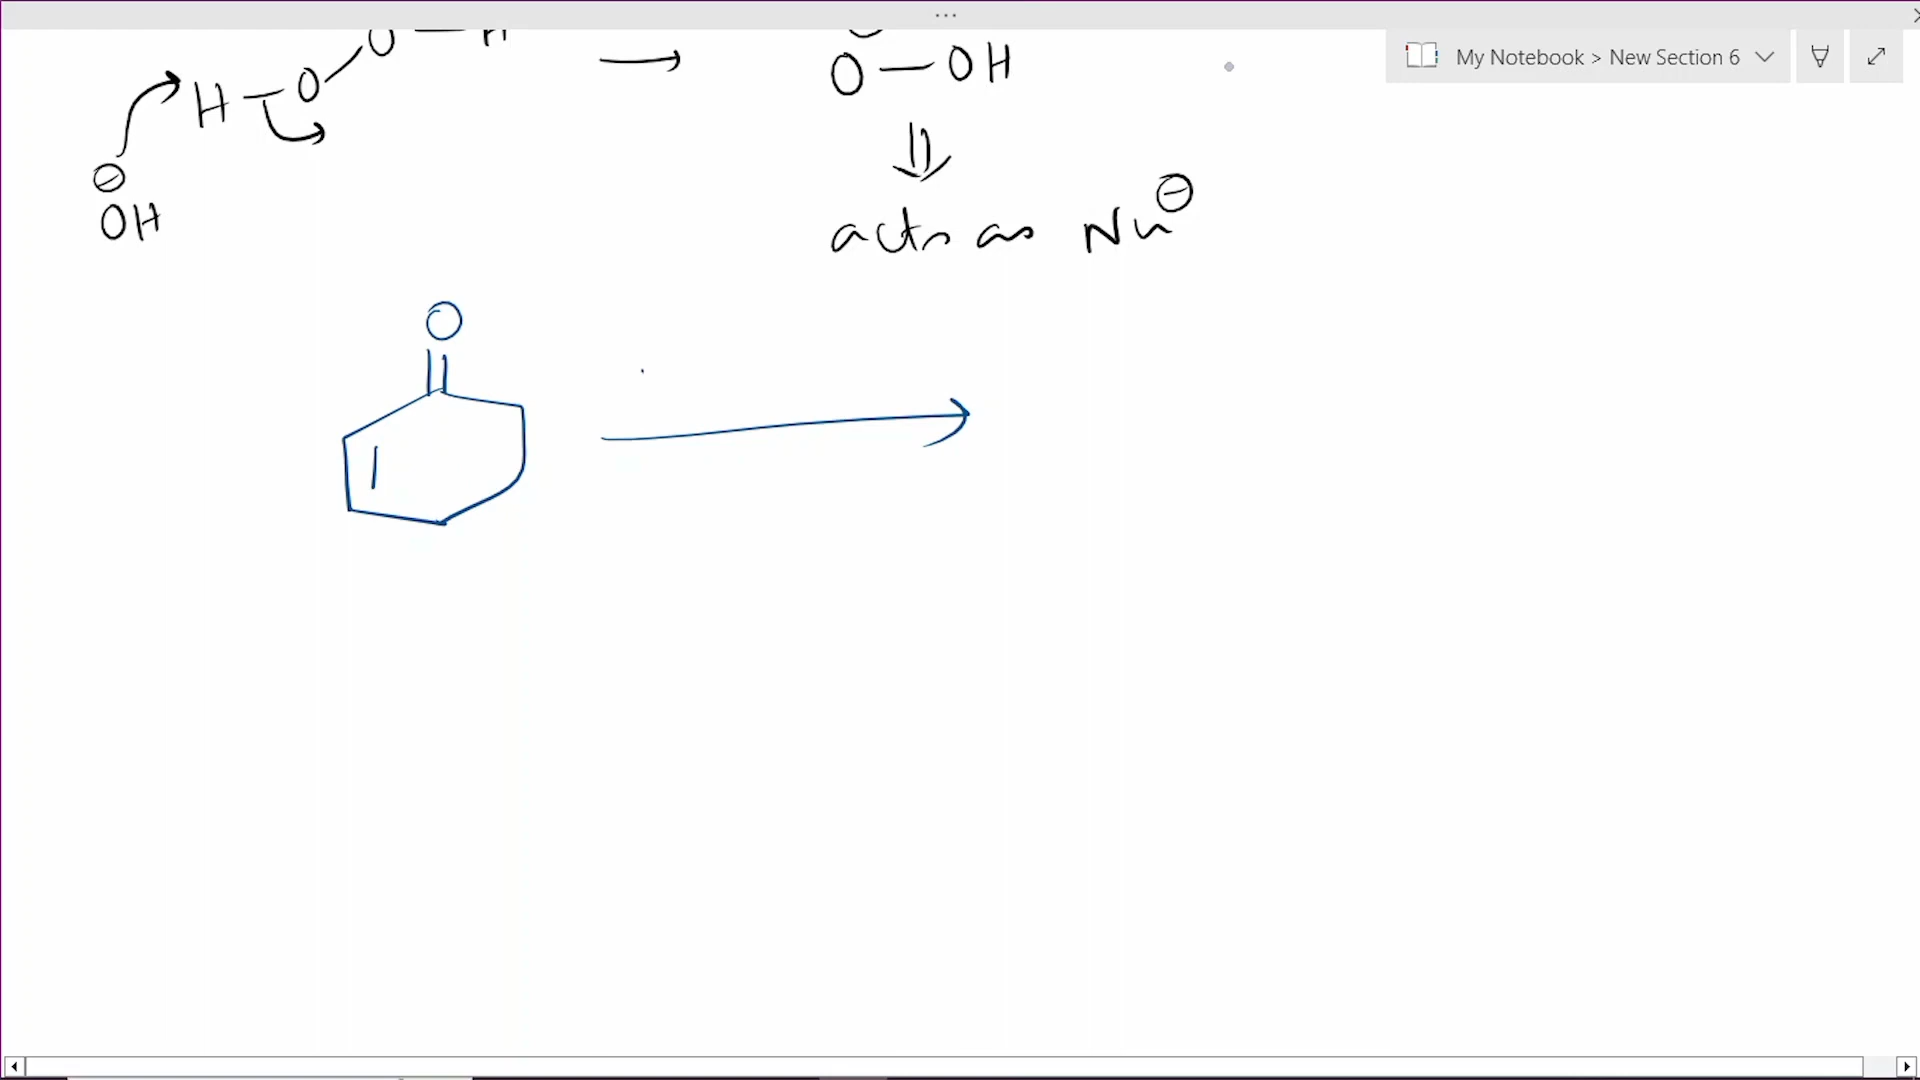 ...
My Notebook > New Section 6
H O O H
O — OH
⊖
OH
acts as Nu⊖
O